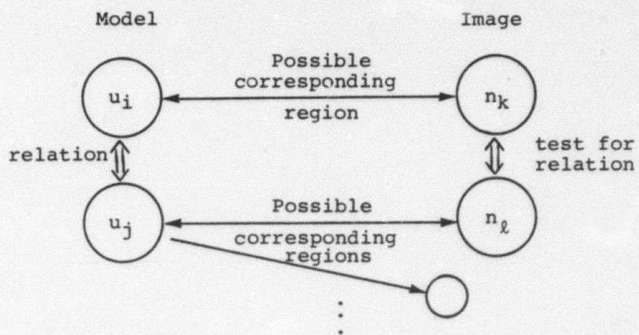 Model
Image
Possible
corresponding
region
u_i
n_k
relation
test for
relation
u_j
n_ℓ
Possible
corresponding
regions
⋮